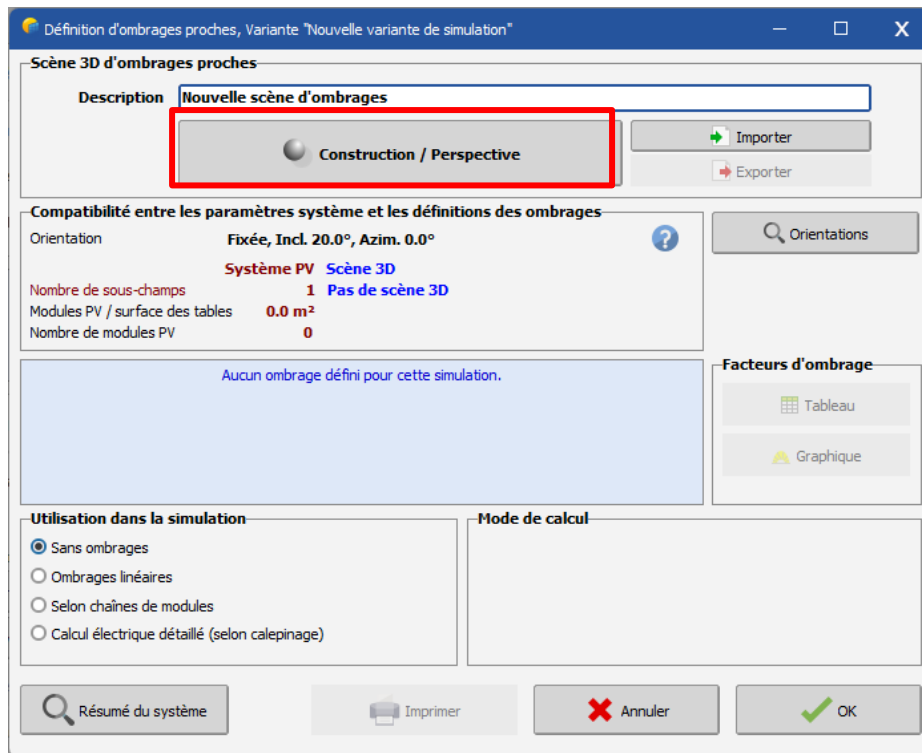 Définition d'ombrages proches, Variante "Nouvelle variante de simulation"
Scène 3D d'ombrages proches
Description Nouvelle scène d'ombrages
Construction / Perspective
Importer
Exporter
Compatibilité entre les paramètres système et les définitions des ombrages
Orientation Fixée, Incl. 20.0°, Azim. 0.0°
?
Orientations
Système PV Scène 3D
Nombre de sous-champs 1 Pas de scène 3D
Modules PV / surface des tables 0.0 m²
Nombre de modules PV 0
Aucun ombrage défini pour cette simulation.
Facteurs d'ombrage
Tableau
Graphique
Utilisation dans la simulation
Sans ombrages
Ombrages linéaires
Selon chaînes de modules
Calcul électrique détaillé (selon calepinage)
Mode de calcul
Résumé du système
Imprimer
Annuler
OK